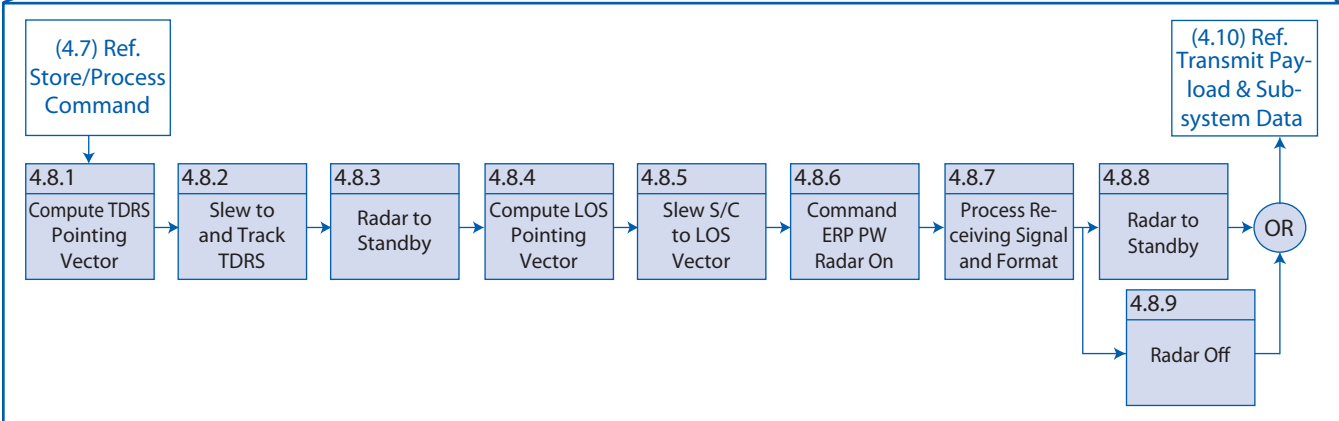 (4.7) Ref.
Store/Process
Command
(4.10) Ref.
Transmit Pay-
load & Sub-
system Data
4.8.1
Compute TDRS
Pointing
Vector
4.8.2
Slew to
and Track
TDRS
4.8.3
Radar to
Standby
4.8.4
Compute LOS
Pointing
Vector
4.8.5
Slew S/C
to LOS
Vector
4.8.6
Command
ERP PW
Radar On
4.8.7
Process Re-
ceiving Signal
and Format
4.8.8
Radar to
Standby
OR
4.8.9
Radar Off